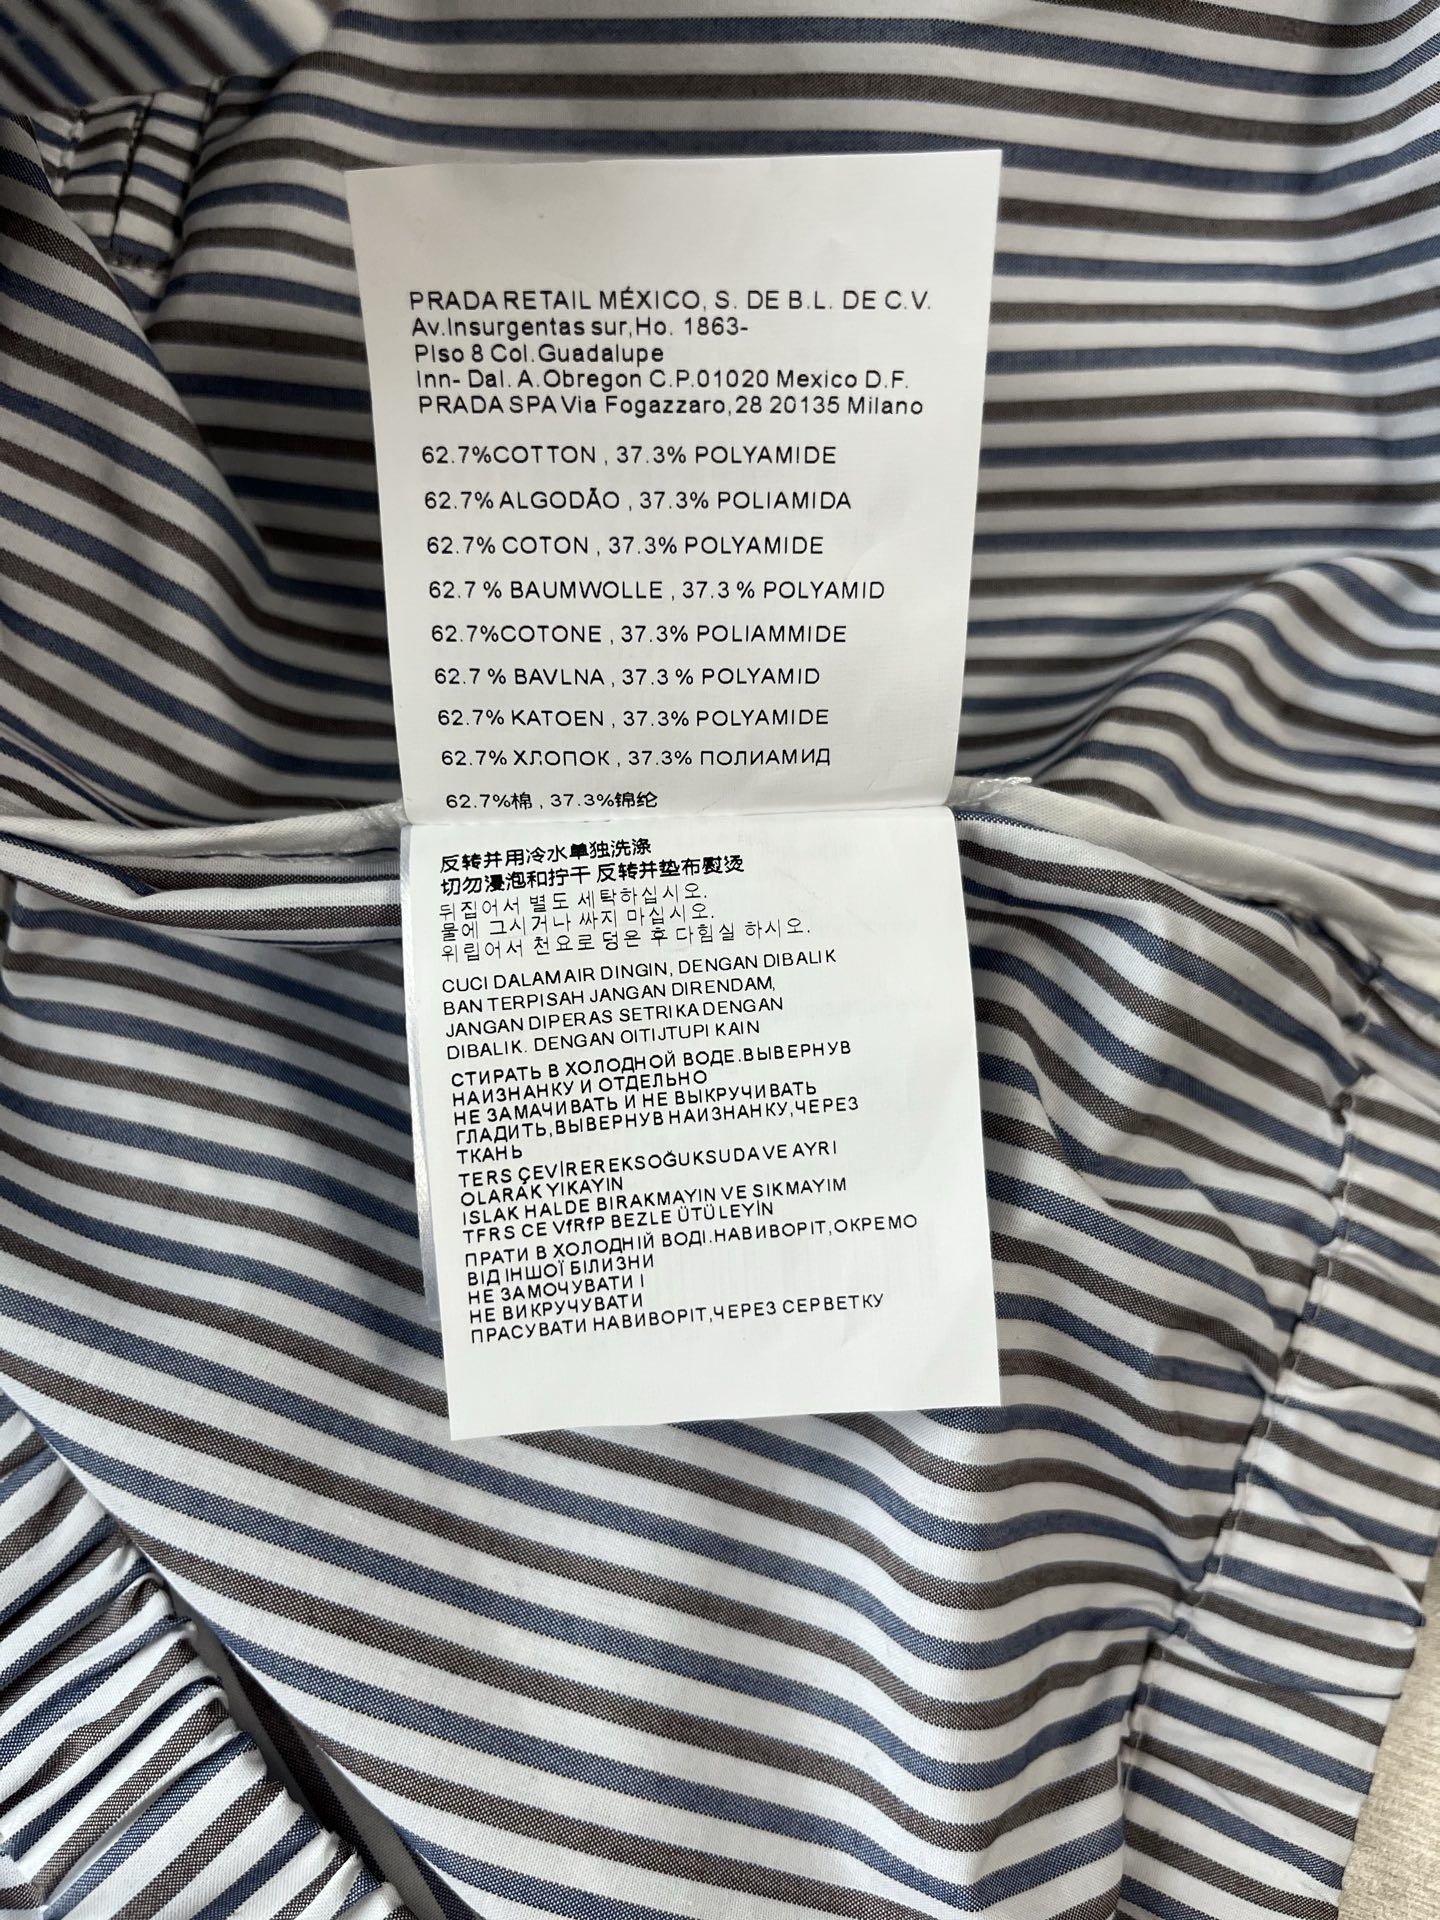 PRADA RETAIL MÉXICO, S. DE B.L. DE C.V.
Av.Insurgentas sur,Ho. 1863-
Plso 8 Col.Guadalupe
Inn- Dal. A.Obregon C.P.01020 Mexico D.F.
PRADA SPA Via Fogazzaro,28 20135 Milano
62.7%COTTON , 37.3% POLYAMIDE
62.7% ALGODÃO , 37.3% POLIAMIDA
62.7% COTON , 37.3% POLYAMIDE
62.7 % BAUMWOLLE , 37.3 % POLYAMID
62.7%COTONE , 37.3% POLIAMMIDE
62.7 % BAVLNA , 37.3 % POLYAMID
62.7% KATOEN , 37.3% POLYAMIDE
62.7% ХЛОПОК , 37.3% ПОЛИАМИД
62.7%棉 , 37.3%锦纶
反转并用冷水单独洗涤
切勿浸泡和拧干 反转并垫布熨烫
뒤집어서 별도 세탁하십시오.
물에 그시거나 싸지 마십시오.
위립어서 천요로 덩은 후 다힘실 하시오.
CUCI DALAM AIR DINGIN, DENGAN DIBALIK
BAN TERPISAH JANGAN DIRENDAM,
JANGAN DIPERAS SETRIKA DENGAN
DIBALIK. DENGAN OITIJTUPI KAIN
СТИРАТЬ В ХОЛОДНОЙ ВОДЕ.ВЫВЕРНУВ
НАИЗНАНКУ И ОТДЕЛЬНО
НЕ ЗАМАЧИВАТЬ И НЕ ВЫКРУЧИВАТЬ
ГЛАДИТЬ,ВЫВЕРНУВ НАИЗНАНКУ,ЧЕРЕЗ
ТКАНЬ
TERS ÇEVİREREKSOĞUKSUDA VE AYRI
OLARAK YIKAYIN
ISLAK HALDE BIRAKMAYIN VE SIKMAYIM
TFRS CE VfRfP BEZLE ÜTÜLEYİN
ПРАТИ В ХОЛОДНІЙ ВОДІ.НАВИВОРІТ,ОКРЕМО
ВІД ІНШОЇ БІЛИЗНИ
НЕ ЗАМОЧУВАТИ І
НЕ ВИКРУЧУВАТИ
ПРАСУВАТИ НАВИВОРІТ,ЧЕРЕЗ СЕРВЕТКУ